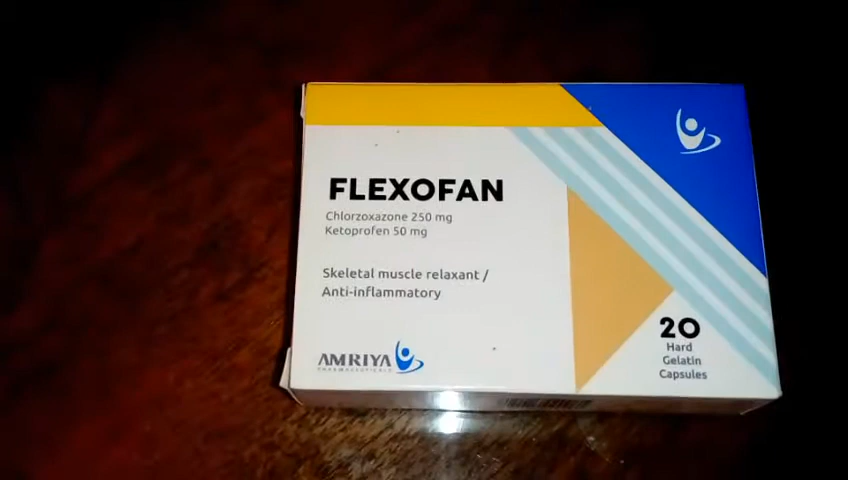 FLEXOFAN
Chlorzoxazone 250 mg
Ketoprofen 50 mg
Skeletal muscle relaxant /
Anti-inflammatory
AMRIYA
PHARMACEUTICALS
20
Hard
Gelatin
Capsules